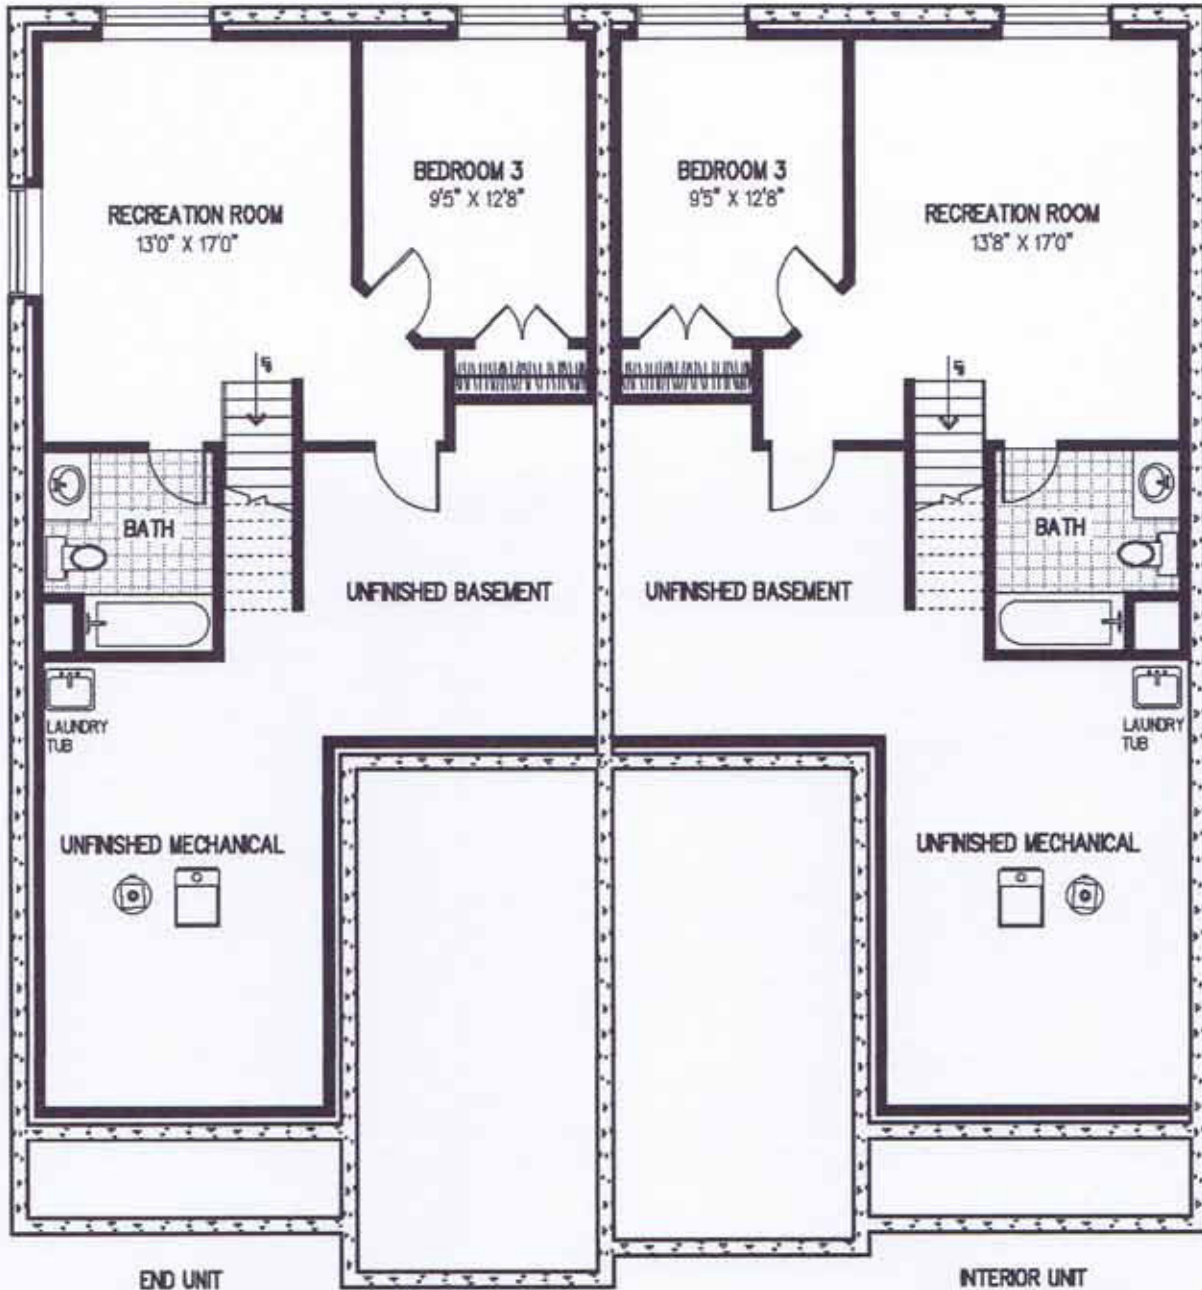 BEDROOM 3
9'5" X 12'8"
BEDROOM 3
9'5" X 12'8"
RECREATION ROOM
13'0" X 17'0"
RECREATION ROOM
13'8" X 17'0"
BATH
BATH
UNFINISHED BASEMENT
UNFINISHED BASEMENT
LAUNDRY
TUB
LAUNDRY
TUB
UNFINISHED MECHANICAL
UNFINISHED MECHANICAL
END UNIT
INTERIOR UNIT